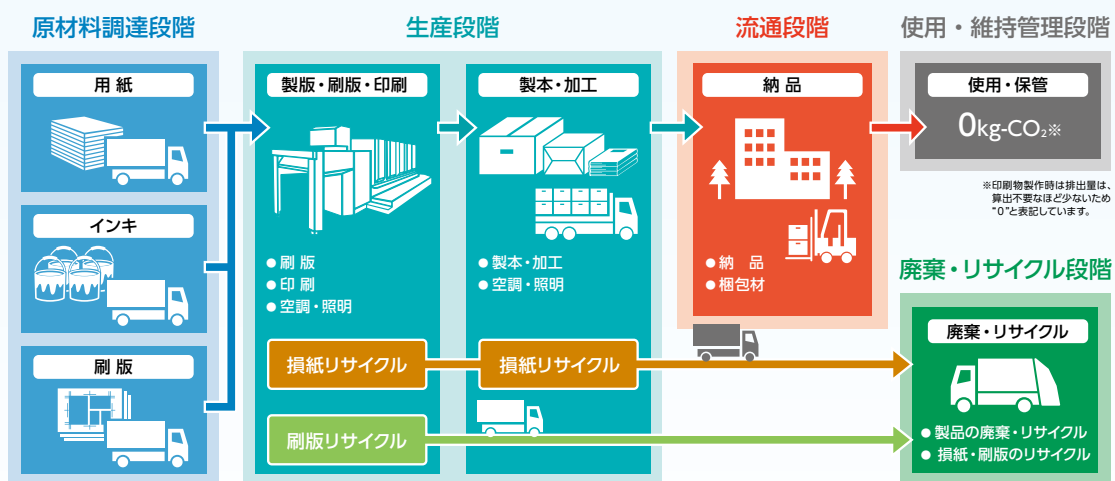 原材料調達段階
用紙
インキ
刷版
生産段階
製版・刷版・印刷
● 刷版
● 印刷
● 空調・照明
製本・加工
● 製本・加工
● 空調・照明
損紙リサイクル
損紙リサイクル
刷版リサイクル
流通段階
納品
● 納　品
● 梱包材
使用・維持管理段階
使用・保管
0kg-CO₂※
※印刷物製作時は排出量は、
算出不要なほど少ないため
"0"と表記しています。
廃棄・リサイクル段階
廃棄・リサイクル
● 製品の廃棄・リサイクル
● 損紙・刷版のリサイクル